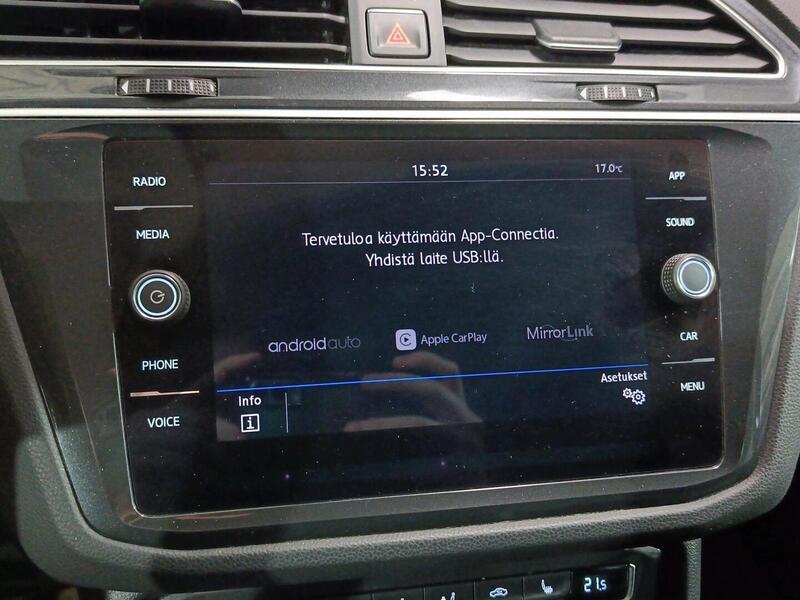 RADIO
MEDIA
PHONE
VOICE
15:52
17.0°C
Tervetuloa käyttämään App-Connectia.
Yhdistä laite USB:llä.
androidauto
Apple CarPlay
MirrorLink
Info
i
Asetukset
APP
SOUND
CAR
MENU
21.5